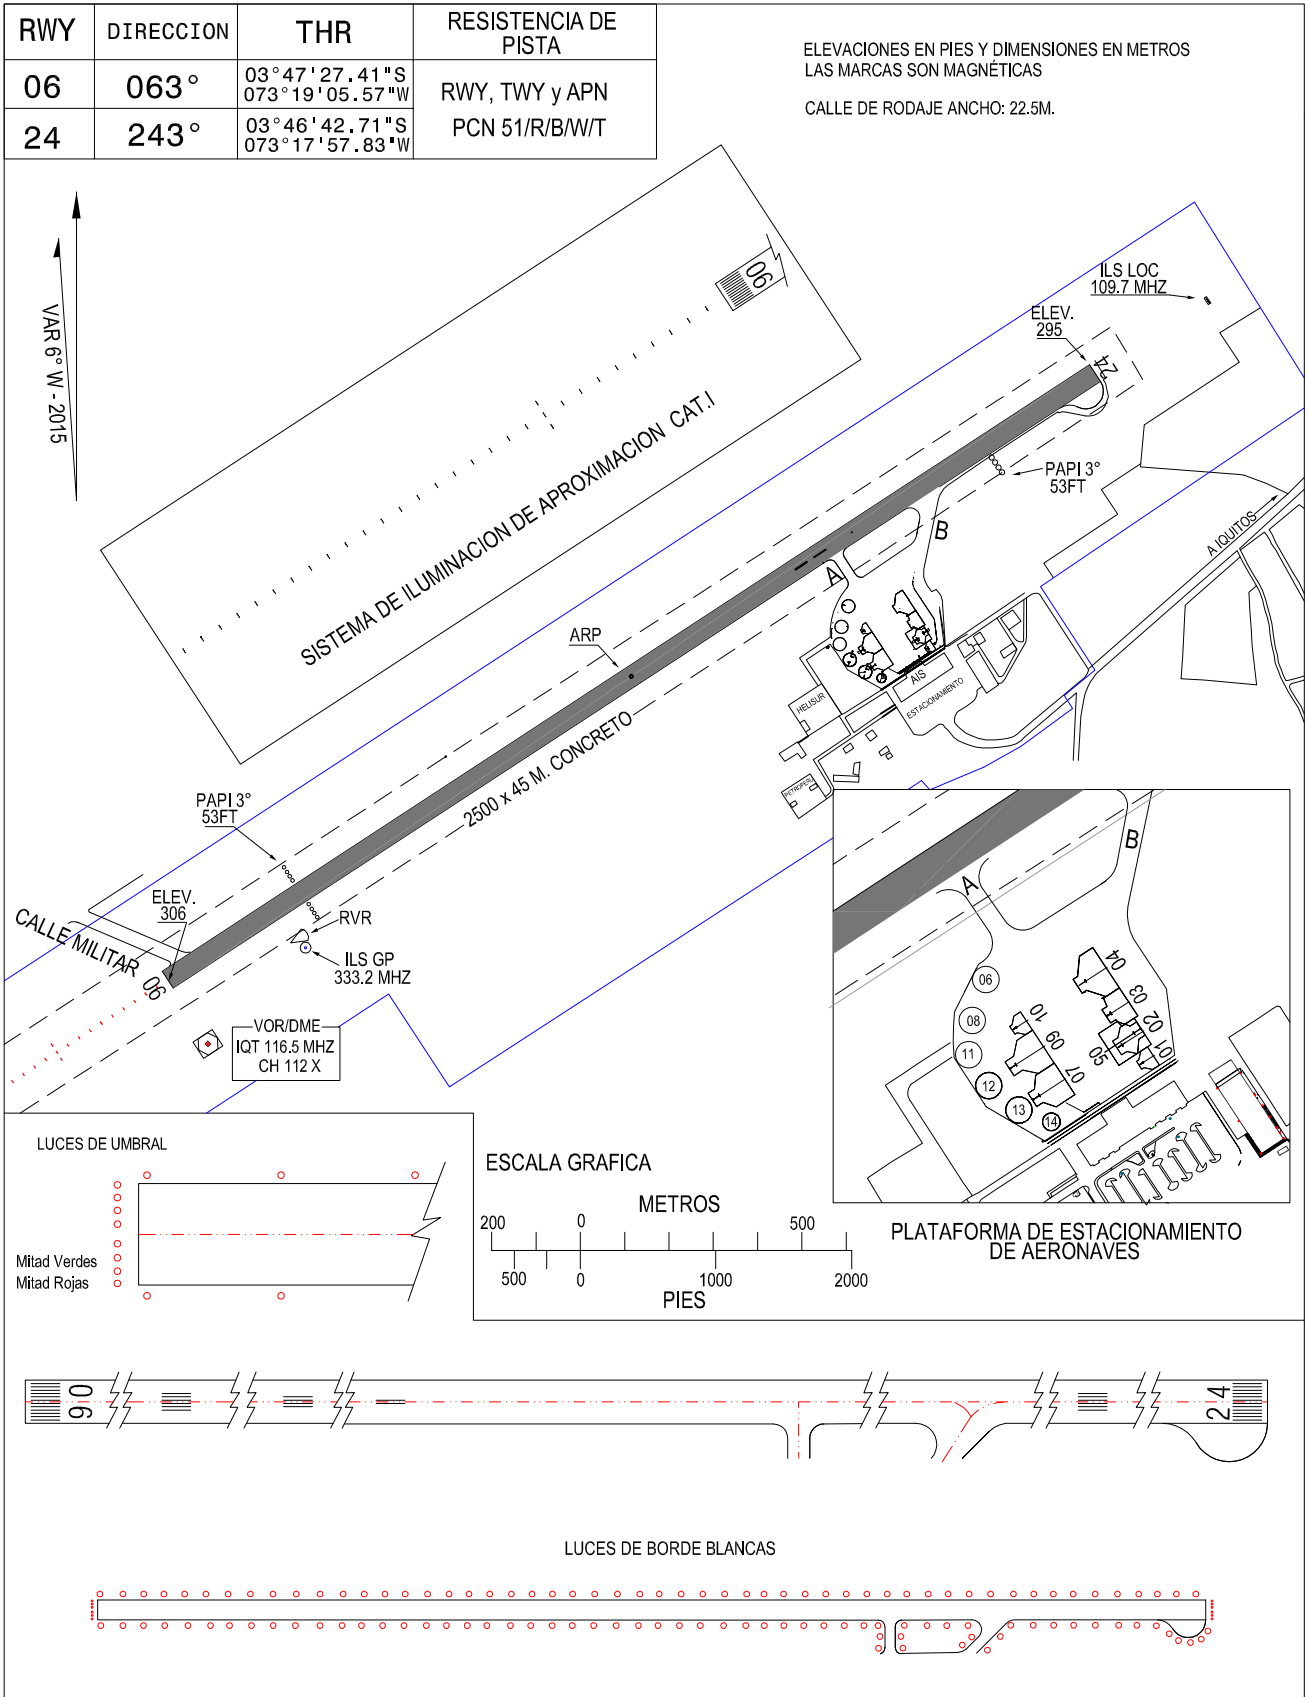 RWY DIRECCION THR RESISTENCIA DE
PISTA
06 063° 03°47'27.41"S
073°19'05.57"W
RWY, TWY y APN
PCN 51/R/B/W/T
24 243° 03°46'42.71"S
073°17'57.83"W
ELEVACIONES EN PIES Y DIMENSIONES EN METROS
LAS MARCAS SON MAGNÉTICAS
CALLE DE RODAJE ANCHO: 22.5M.
VAR 6° W - 2015
06
SISTEMA DE ILUMINACION DE APROXIMACION CAT.I
ILS LOC
109.7 MHZ
ELEV.
295
24
PAPI 3°
53FT
A IQUITOS
B
A
ARP
AIS
ESTACIONAMIENTO
HELISUR
PETROPERU
2500 x 45 M. CONCRETO
PAPI 3°
53FT
ELEV.
306
CALLE MILITAR
06
RVR
ILS GP
333.2 MHZ
VOR/DME
IQT 116.5 MHZ
CH 112 X
A
B
06
08
11
12
13
14
10
09
07
04
03
02
01
05
PLATAFORMA DE ESTACIONAMIENTO
DE AERONAVES
LUCES DE UMBRAL
Mitad Verdes
Mitad Rojas
ESCALA GRAFICA
METROS
200 0 500
500 0 1000 2000
PIES
06
24
LUCES DE BORDE BLANCAS